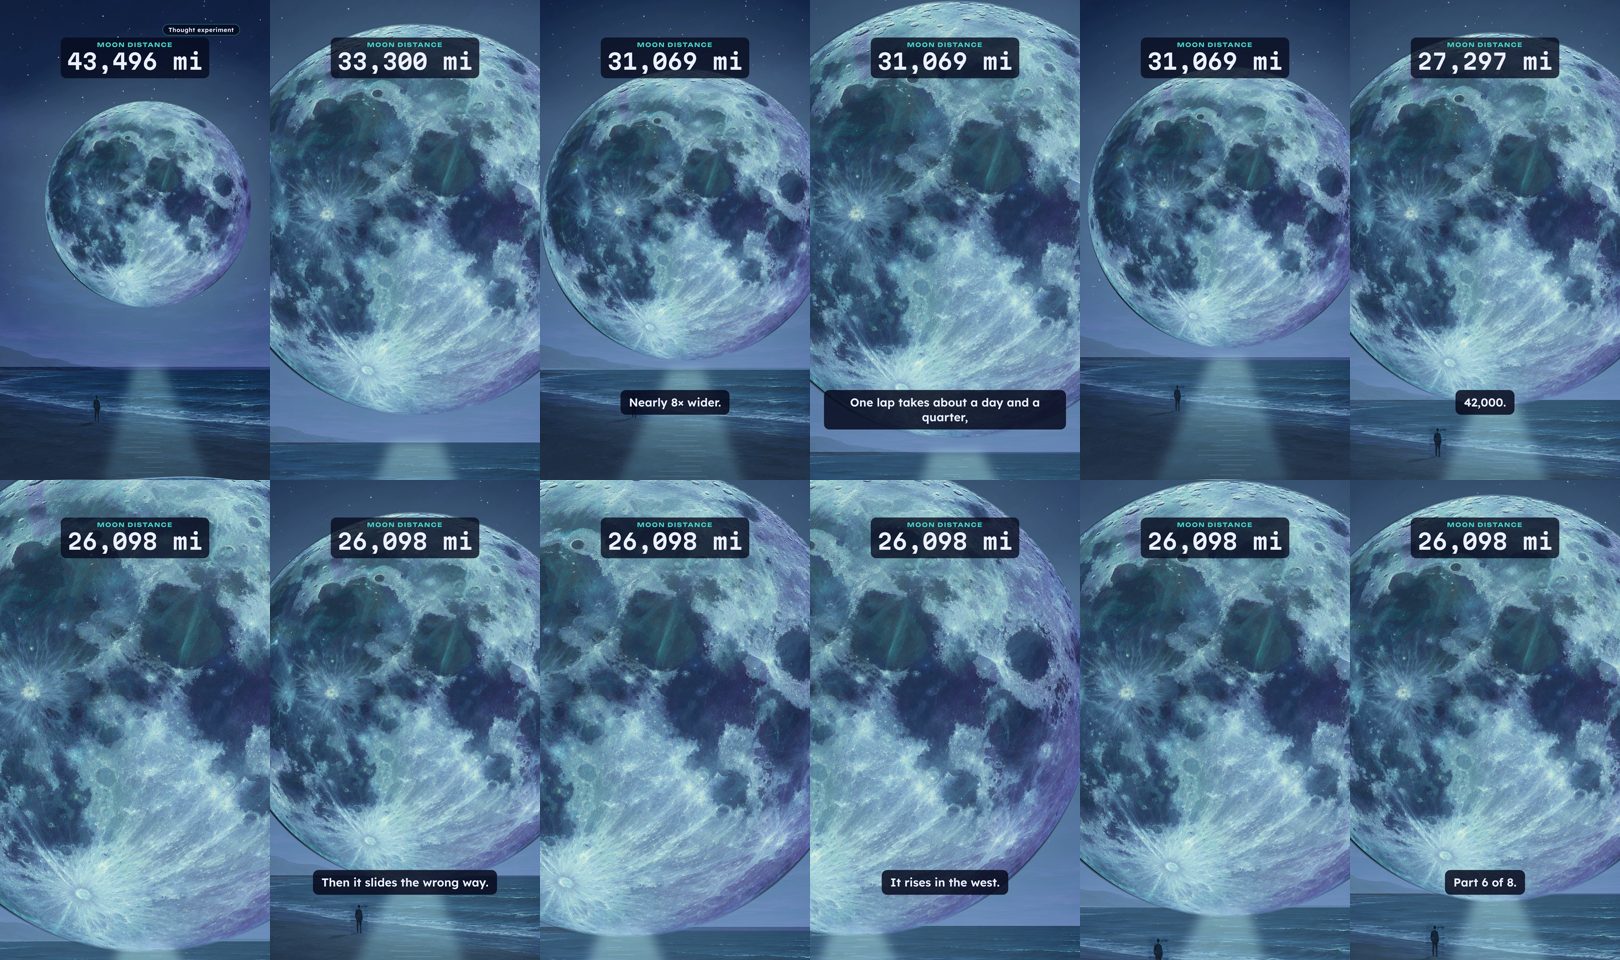 Thought experiment
MOON DISTANCE
43,496 mi
MOON DISTANCE
33,300 mi
MOON DISTANCE
31,069 mi
Nearly 8× wider.
MOON DISTANCE
31,069 mi
One lap takes about a day and a
quarter,
MOON DISTANCE
31,069 mi
MOON DISTANCE
27,297 mi
42,000.
MOON DISTANCE
26,098 mi
MOON DISTANCE
26,098 mi
Then it slides the wrong way.
MOON DISTANCE
26,098 mi
MOON DISTANCE
26,098 mi
It rises in the west.
MOON DISTANCE
26,098 mi
MOON DISTANCE
26,098 mi
Part 6 of 8.